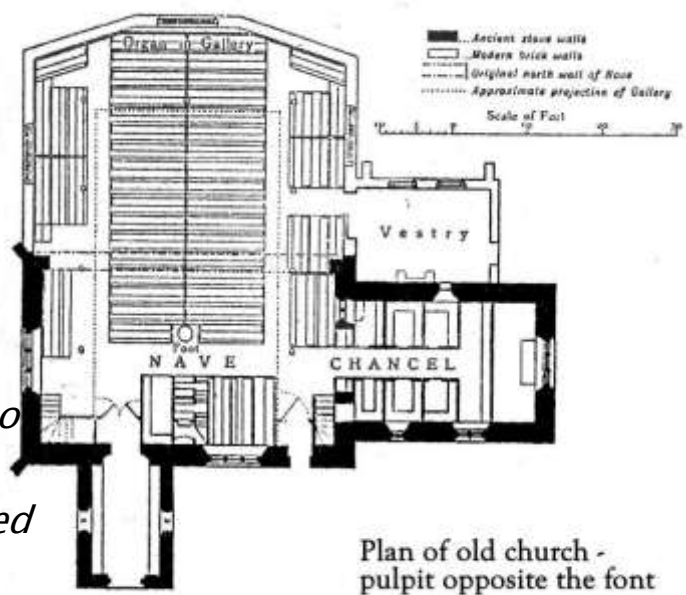 Organ in Gallery
Ancient stone walls
Modern brick walls
Original north wall of Nave
Approximate projection of Gallery
Scale of Feet
Vestry
Font
NAVE
CHANCEL
o
ed
Plan of old church -
pulpit opposite the font